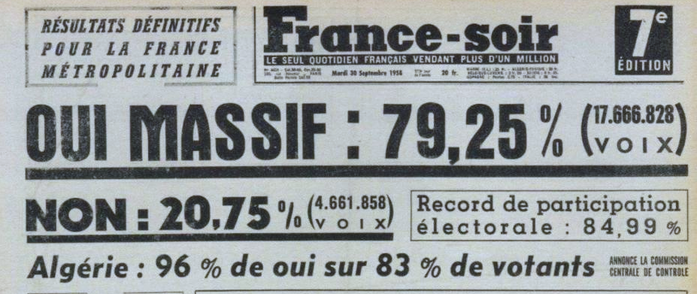 RÉSULTATS DÉFINITIFS
POUR LA FRANCE
MÉTROPOLITAINE
France-soir
LE SEUL QUOTIDIEN FRANÇAIS VENDANT PLUS D'UN MILLION
Mardi 30 Septembre 1958
20 fr.
7e
ÉDITION
OUI MASSIF : 79,25 % (17.666.828 VOIX)
NON : 20,75 % (4.661.858 VOIX)
Record de participation
électorale : 84,99 %
Algérie : 96 % de oui sur 83 % de votants
ANNONCE LA COMMISSION
CENTRALE DE CONTROLE